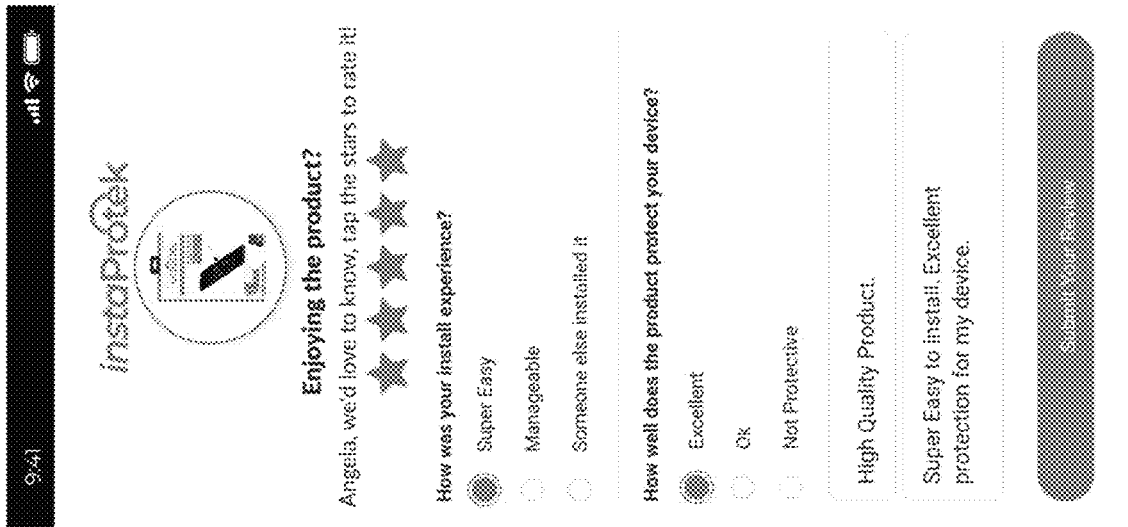 9:41
instaProtek
Enjoying the product?
Angela, we'd love to know, tap the stars to rate it!
How was your install experience?
Super Easy
Manageable
Someone else installed it
How well does the product protect your device?
Excellent
Ok
Not Protective
High Quality Product.
Super Easy to install, Excellent
protection for my device.